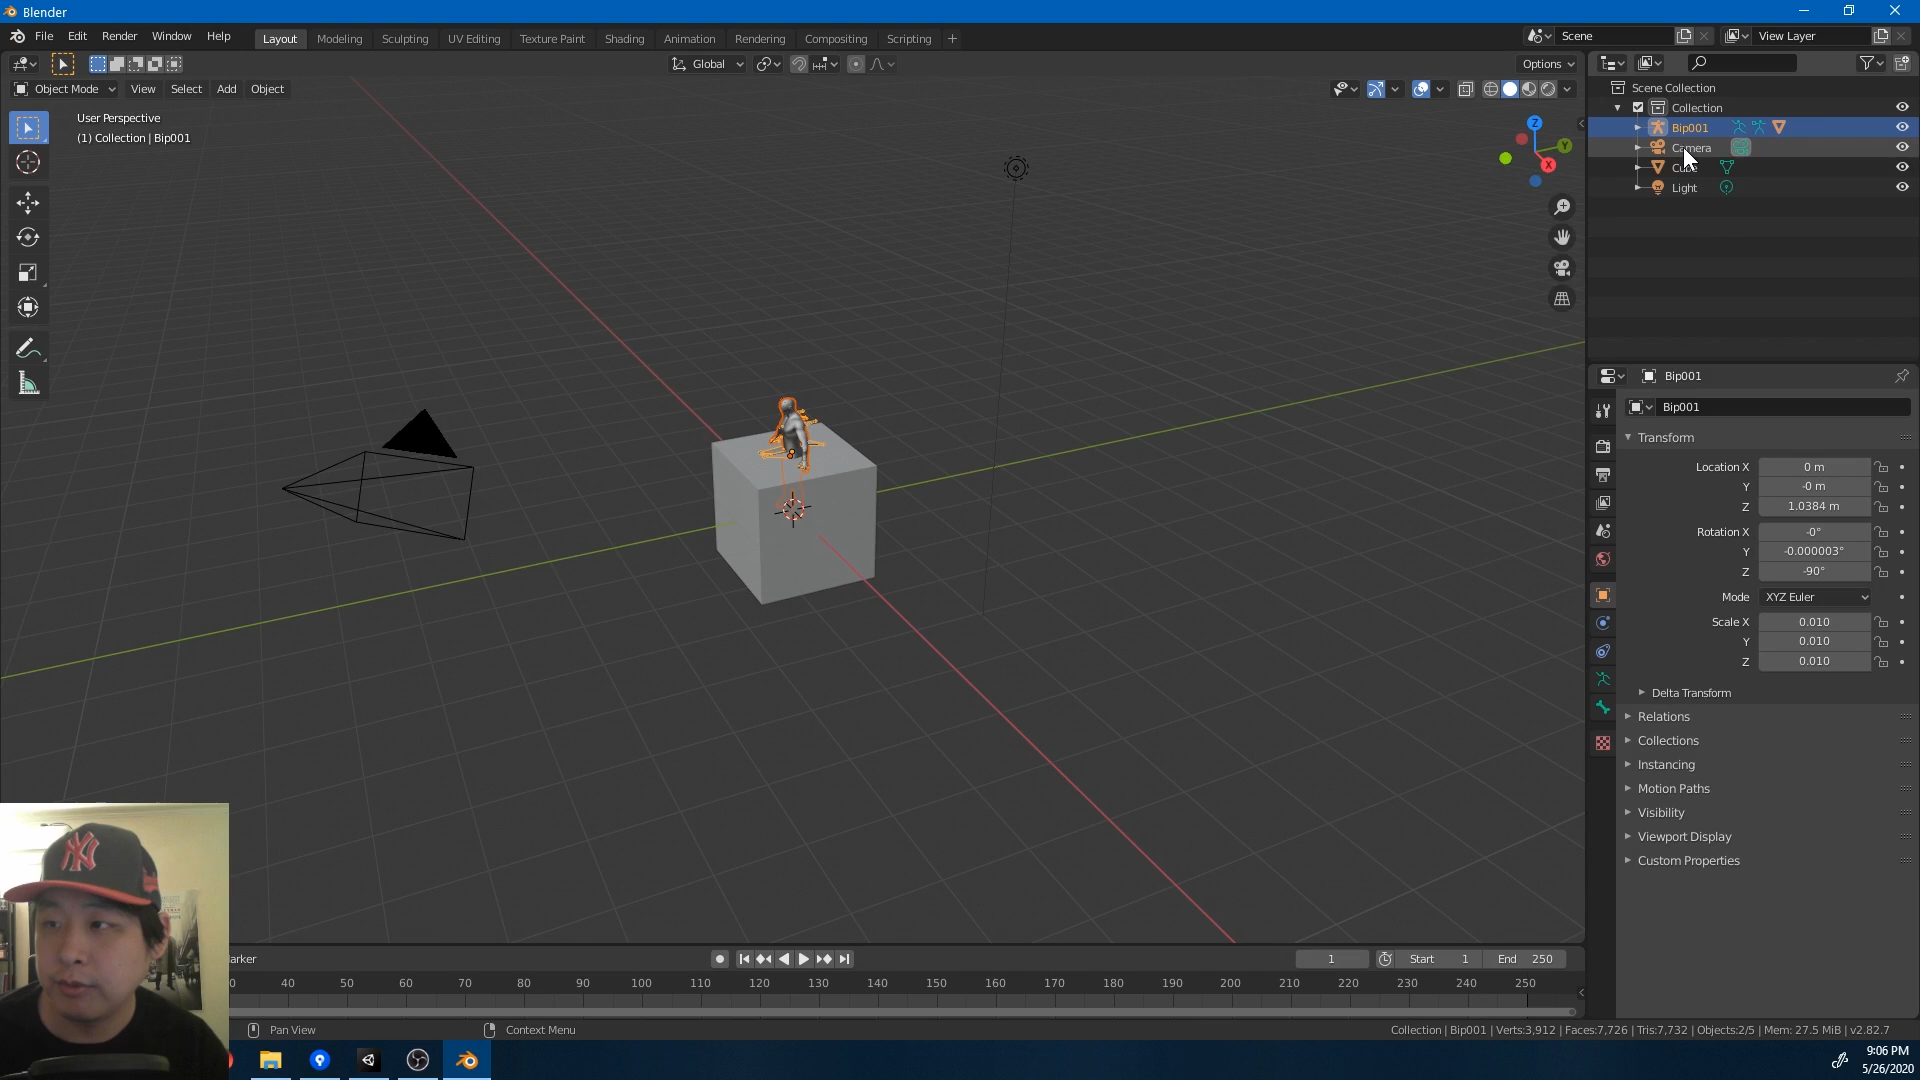 Blender
File Edit Render Window Help Layout Modeling Sculpting UV Editing Texture Paint Shading Animation Rendering Compositing Scripting + Scene View Layer
Global Options
Object Mode View Select Add Object
User Perspective
(1) Collection | Bip001
Z
Y
X
Scene Collection
Collection
Bip001
Camera
Light
Bip001
Bip001
Transform
Location X 0 m
Y -0 m
Z 1.0384 m
Rotation X -0°
Y -0.000003°
Z -90°
Mode XYZ Euler
Scale X 0.010
Y 0.010
Z 0.010
Delta Transform
Relations
Collections
Instancing
Motion Paths
Visibility
Viewport Display
Custom Properties
NY
arker 1 Start 1 End 250
0 40 50 60 70 80 90 100 110 120 130 140 150 160 170 180 190 200 210 220 230 240 250
Pan View Context Menu Collection | Bip001 | Verts:3,912 | Faces:7,726 | Tris:7,732 | Objects:2/5 | Mem: 27.5 MiB | v2.82.7
9:06 PM
5/26/2020